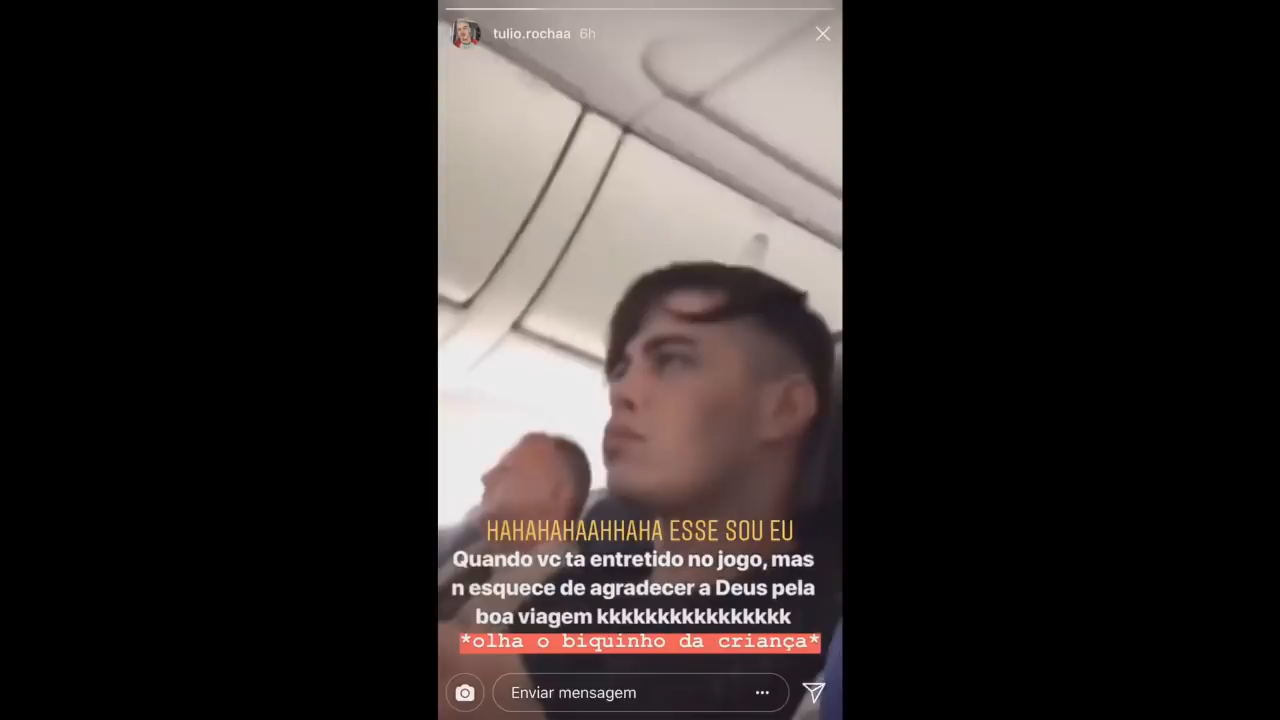 tulio.rochaa 6h
HAHAHAHAAHHAHA ESSE SOU EU
Quando vc ta entretido no jogo, mas
n esquece de agradecer a Deus pela
boa viagem kkkkkkkkkkkkkkkk
*olha o biquinho da criança*
Enviar mensagem